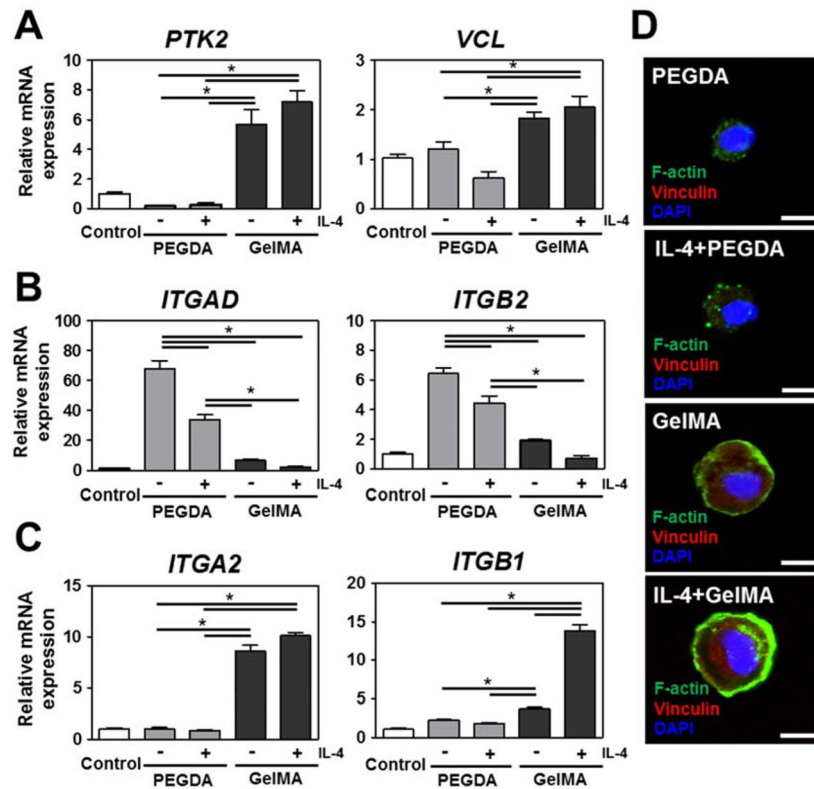 A
PTK2
VCL
Relative mRNA expression
10
8
6
4
2
0
3
2
1
0
*
*
*
*
Control
- + - + IL-4
PEGDA GelMA
Control
- + - + IL-4
PEGDA GelMA
B
ITGAD
ITGB2
Relative mRNA expression
100
80
60
40
20
0
10
8
6
4
2
0
*
*
*
*
Control
- + - + IL-4
PEGDA GelMA
Control
- + - + IL-4
PEGDA GelMA
C
ITGA2
ITGB1
Relative mRNA expression
15
10
5
0
20
15
10
5
0
*
*
*
*
Control
- + - + IL-4
PEGDA GelMA
Control
- + - + IL-4
PEGDA GelMA
D
PEGDA
F-actin
Vinculin
DAPI
IL-4+PEGDA
F-actin
Vinculin
DAPI
GelMA
F-actin
Vinculin
DAPI
IL-4+GelMA
F-actin
Vinculin
DAPI